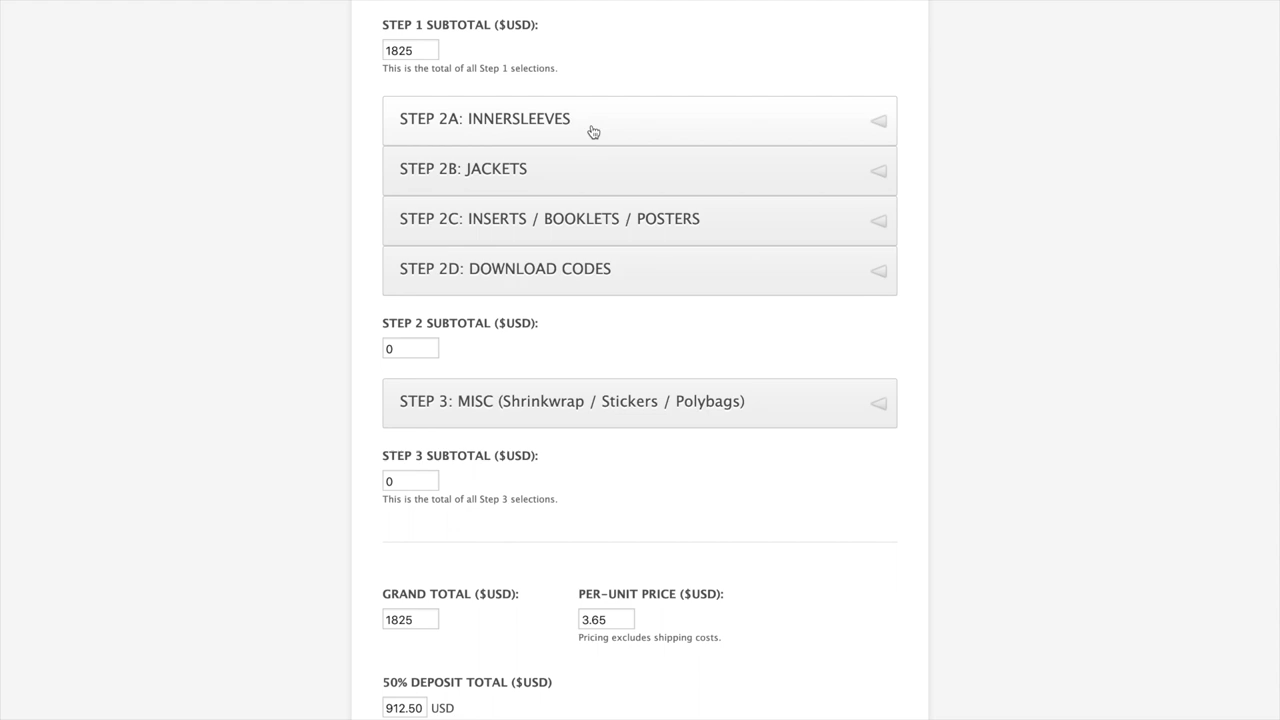 STEP 1 SUBTOTAL ($USD):
1825
This is the total of all Step 1 selections.
STEP 2A: INNERSLEEVES
STEP 2B: JACKETS
STEP 2C: INSERTS / BOOKLETS / POSTERS
STEP 2D: DOWNLOAD CODES
STEP 2 SUBTOTAL ($USD):
0
STEP 3: MISC (Shrinkwrap / Stickers / Polybags)
STEP 3 SUBTOTAL ($USD):
0
This is the total of all Step 3 selections.
GRAND TOTAL ($USD): PER-UNIT PRICE ($USD):
1825 3.65
Pricing excludes shipping costs.
50% DEPOSIT TOTAL ($USD)
912.50 USD